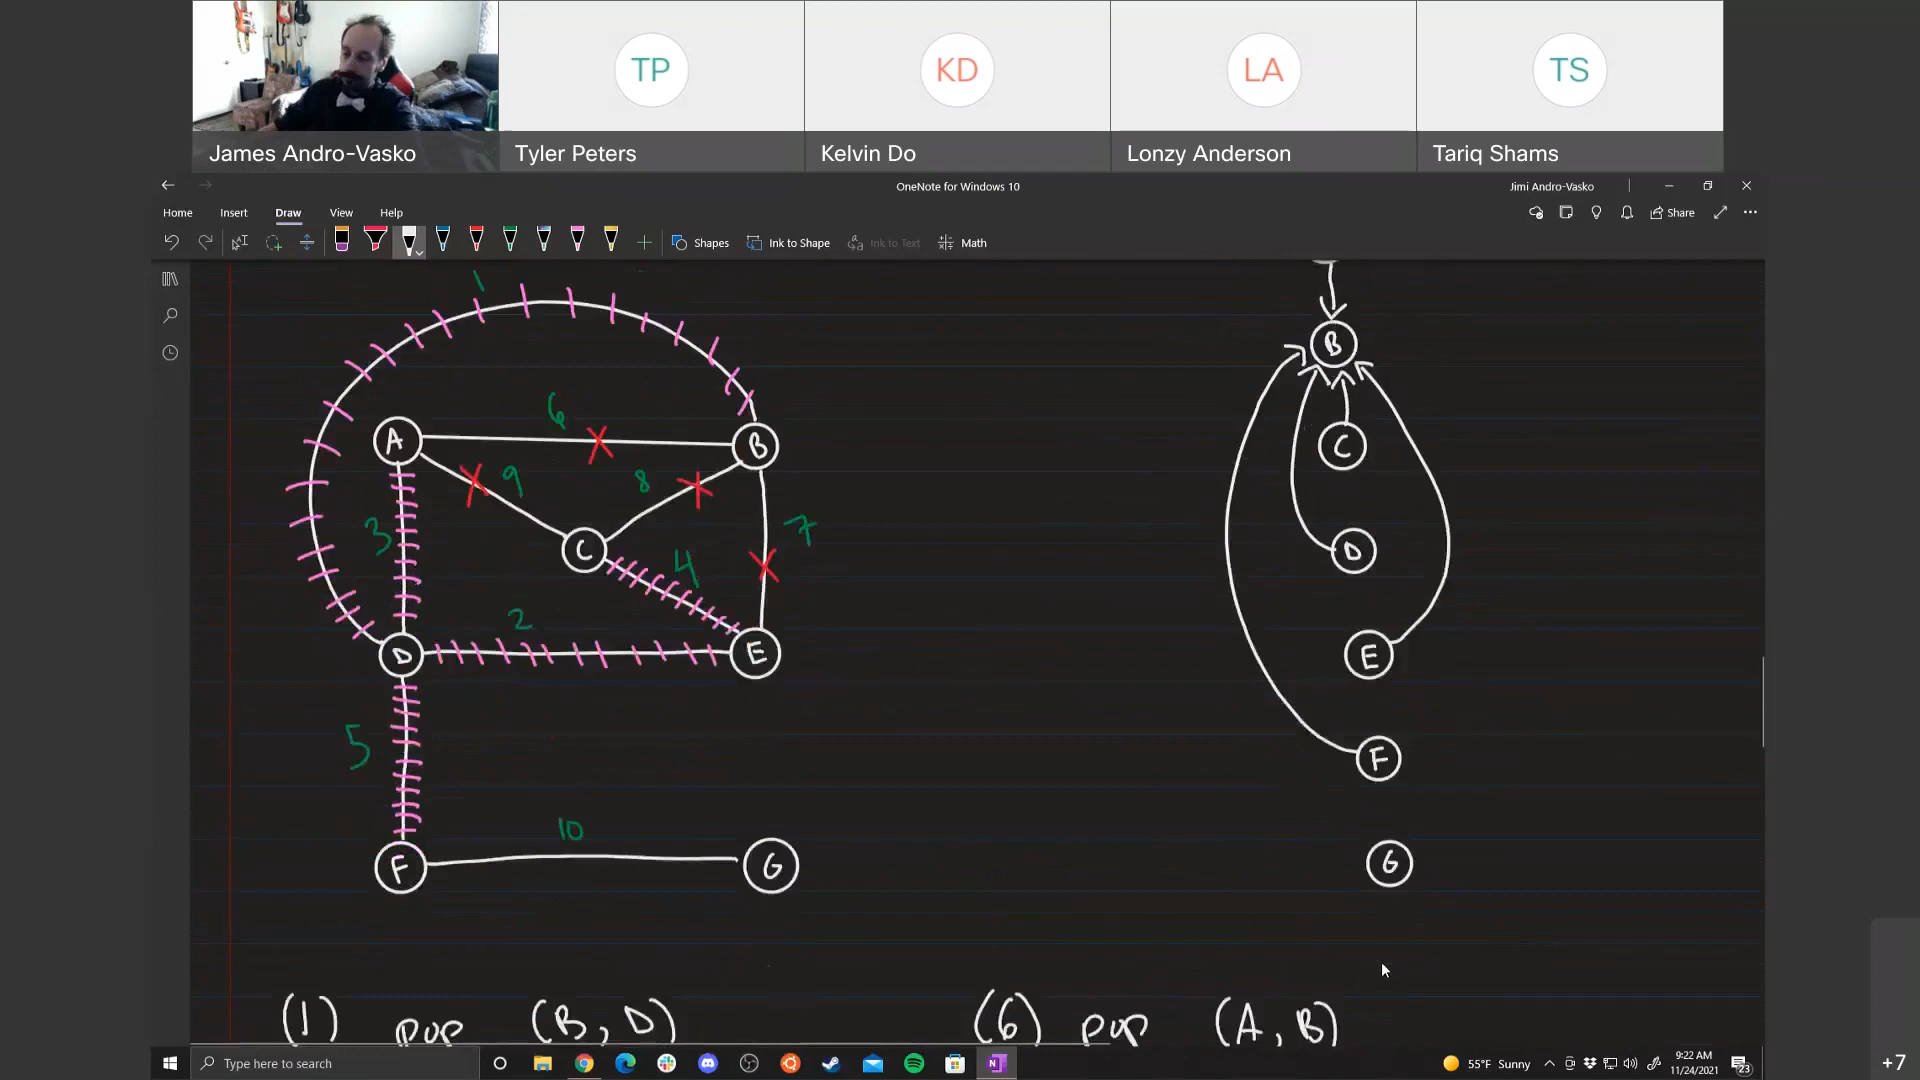 TP
KD
LA
TS
James Andro-Vasko
Tyler Peters
Kelvin Do
Lonzy Anderson
Tariq Shams
OneNote for Windows 10
Jimi Andro-Vasko
Home Insert Draw View Help
Share
Shapes Ink to Shape Ink to Text Math
1
B
6
A
B
9
8
C
7
3
C
4
D
2
D
E
E
5
F
10
F
G
G
(1) pop (B, D)
(6) pop (A, B)
Type here to search
55°F Sunny
9:22 AM
11/24/2021
23
+7